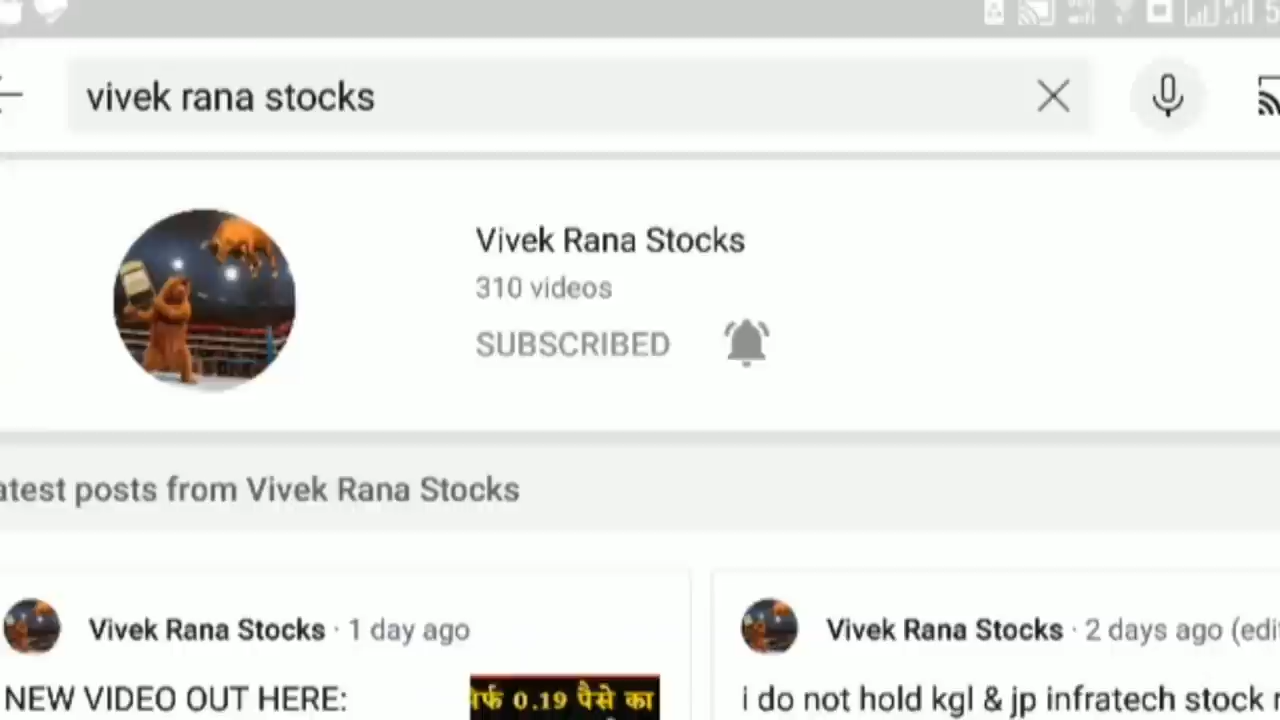 vivek rana stocks
Vivek Rana Stocks
310 videos
SUBSCRIBED
atest posts from Vivek Rana Stocks
Vivek Rana Stocks · 1 day ago
NEW VIDEO OUT HERE:
0.19 पैसे का
Vivek Rana Stocks · 2 days ago (edi
i do not hold kgl & jp infratech stock